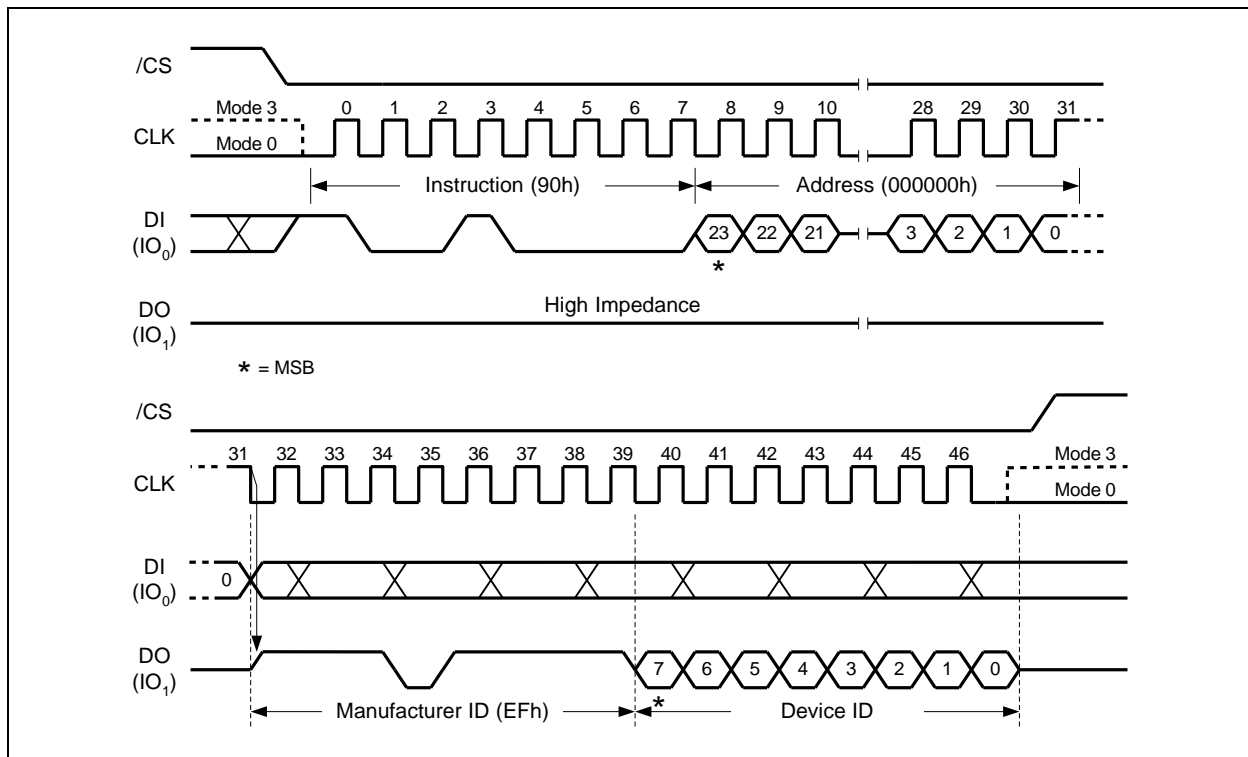 /CS
Mode 3 0 1 2 3 4 5 6 7 8 9 10 28 29 30 31
CLK
Mode 0
Instruction (90h) Address (000000h)
DI
(IO0) 23 22 21 3 2 1 0
*
DO
(IO1)
High Impedance
* = MSB
/CS
31 32 33 34 35 36 37 38 39 40 41 42 43 44 45 46 Mode 3
CLK
Mode 0
DI
(IO0) 0
DO
(IO1) 7 6 5 4 3 2 1 0
*
Manufacturer ID (EFh) Device ID